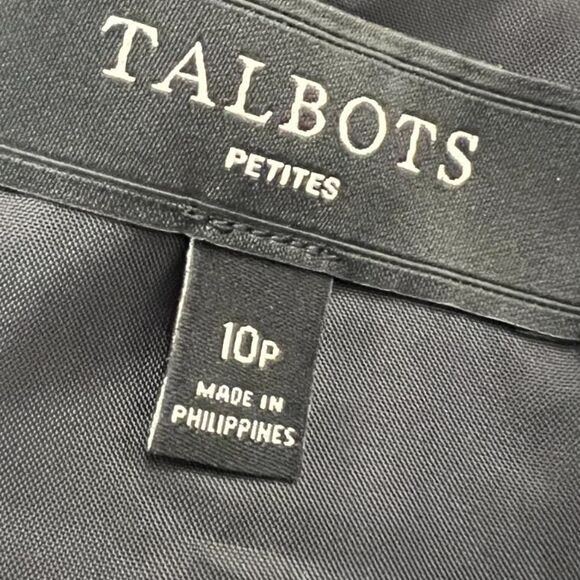 TALBOTS
PETITES
10P
MADE IN
PHILIPPINES